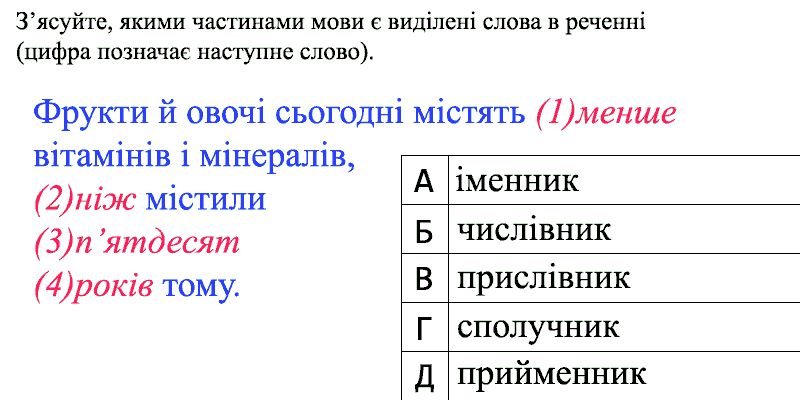 З’ясуйте, якими частинами мови є виділені слова в реченні
(цифра позначає наступне слово).
Фрукти й овочі сьогодні містять (1)менше
вітамінів і мінералів,
(2)ніж містили
(3)п’ятдесят
(4)років тому.
А іменник
Б числівник
В прислівник
Г сполучник
Д прийменник